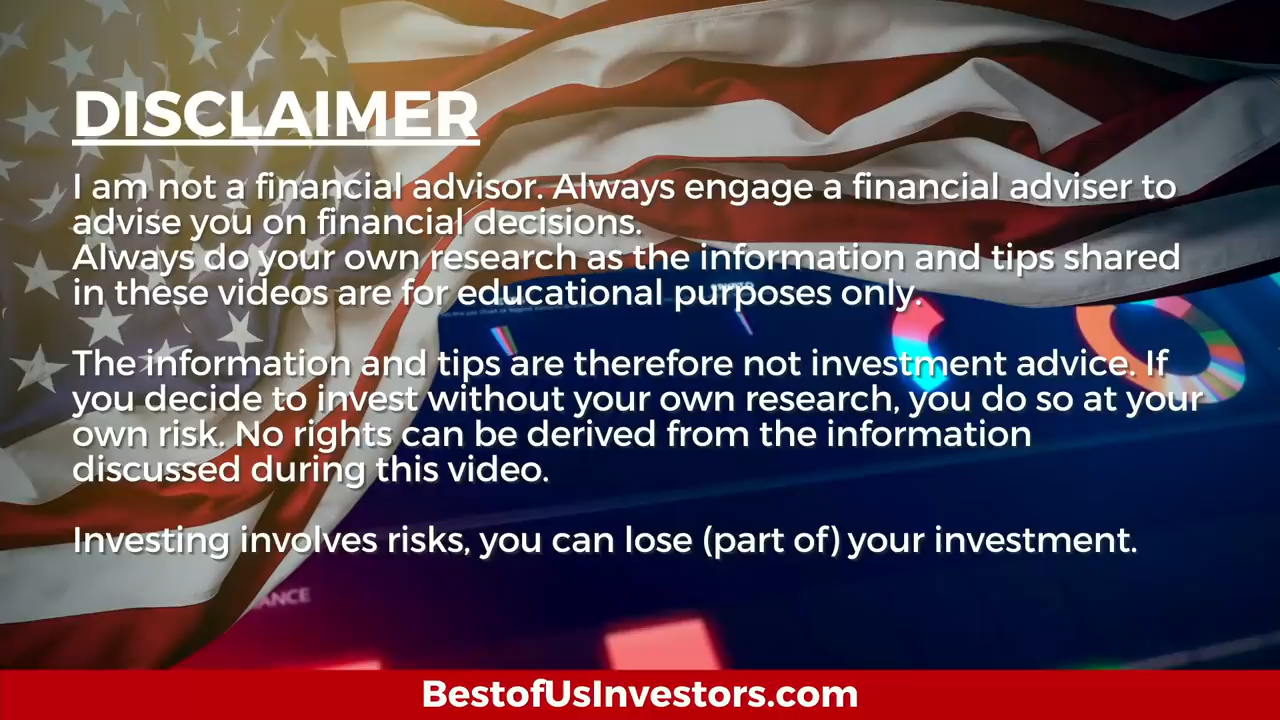 DISCLAIMER
I am not a financial advisor. Always engage a financial adviser to
advise you on financial decisions.
Always do your own research as the information and tips shared
in these videos are for educational purposes only.
The information and tips are therefore not investment advice. If
you decide to invest without your own research, you do so at your
own risk. No rights can be derived from the information
discussed during this video.
Investing involves risks, you can lose (part of) your investment.
BestofUsInvestors.com